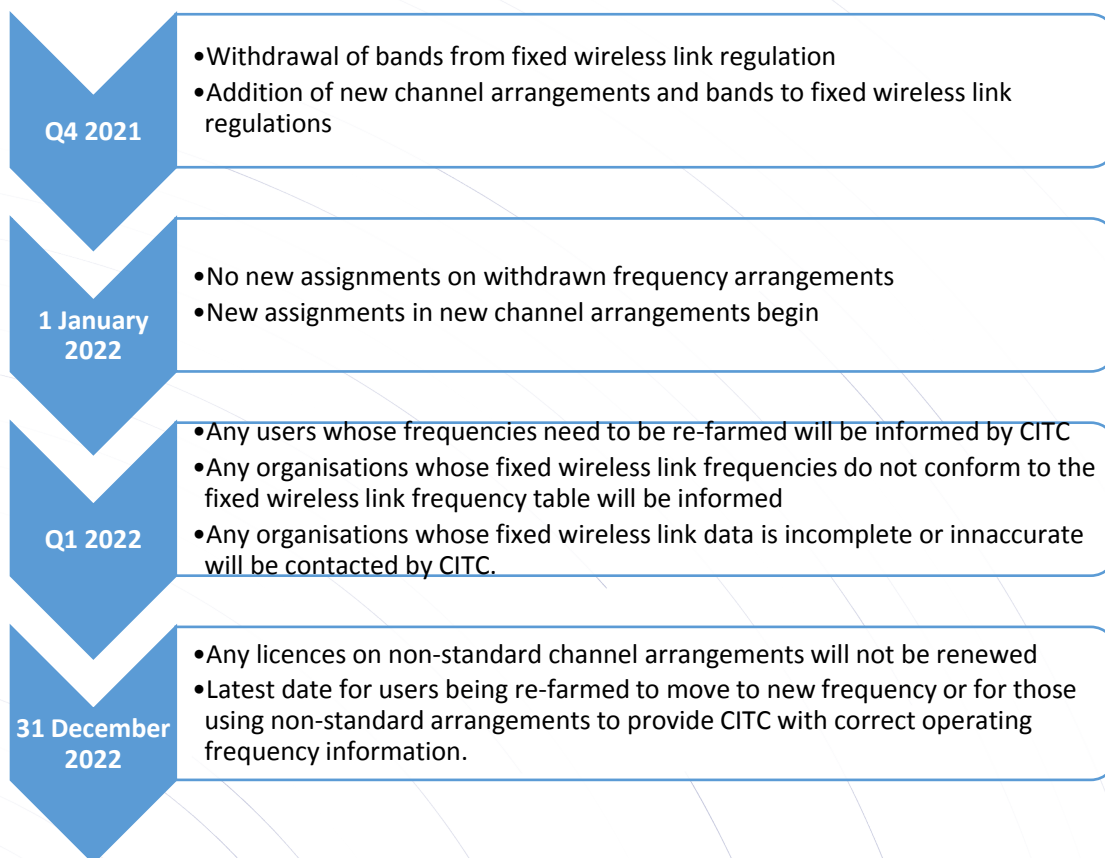 Q4 2021
•Withdrawal of bands from fixed wireless link regulation
•Addition of new channel arrangements and bands to fixed wireless link
regulations
1 January
2022
•No new assignments on withdrawn frequency arrangements
•New assignments in new channel arrangements begin
Q1 2022
•Any users whose frequencies need to be re-farmed will be informed by CITC
•Any organisations whose fixed wireless link frequencies do not conform to the
fixed wireless link frequency table will be informed
•Any organisations whose fixed wireless link data is incomplete or innaccurate
will be contacted by CITC.
31 December
2022
•Any licences on non-standard channel arrangements will not be renewed
•Latest date for users being re-farmed to move to new frequency or for those
using non-standard arrangements to provide CITC with correct operating
frequency information.